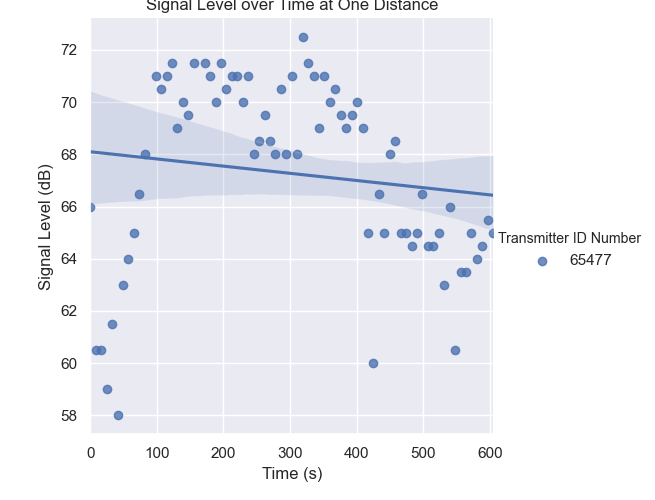 Signal Level over Time at One Distance
Signal Level (dB)
72
70
68
66
64
62
60
58
0 100 200 300 400 500 600
Time (s)
Transmitter ID Number
65477